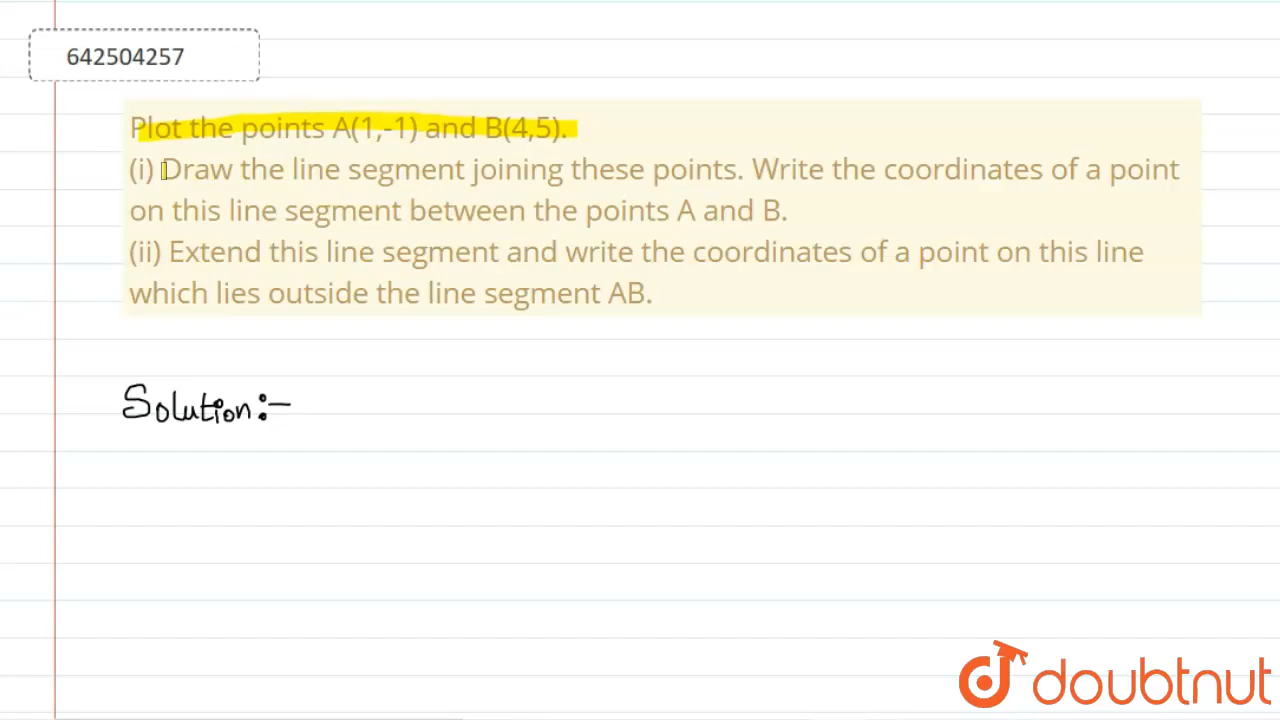 642504257
Plot the points A(1,-1) and B(4,5).
(i) Draw the line segment joining these points. Write the coordinates of a point
on this line segment between the points A and B.
(ii) Extend this line segment and write the coordinates of a point on this line
which lies outside the line segment AB.
Solution:-
doubtnut